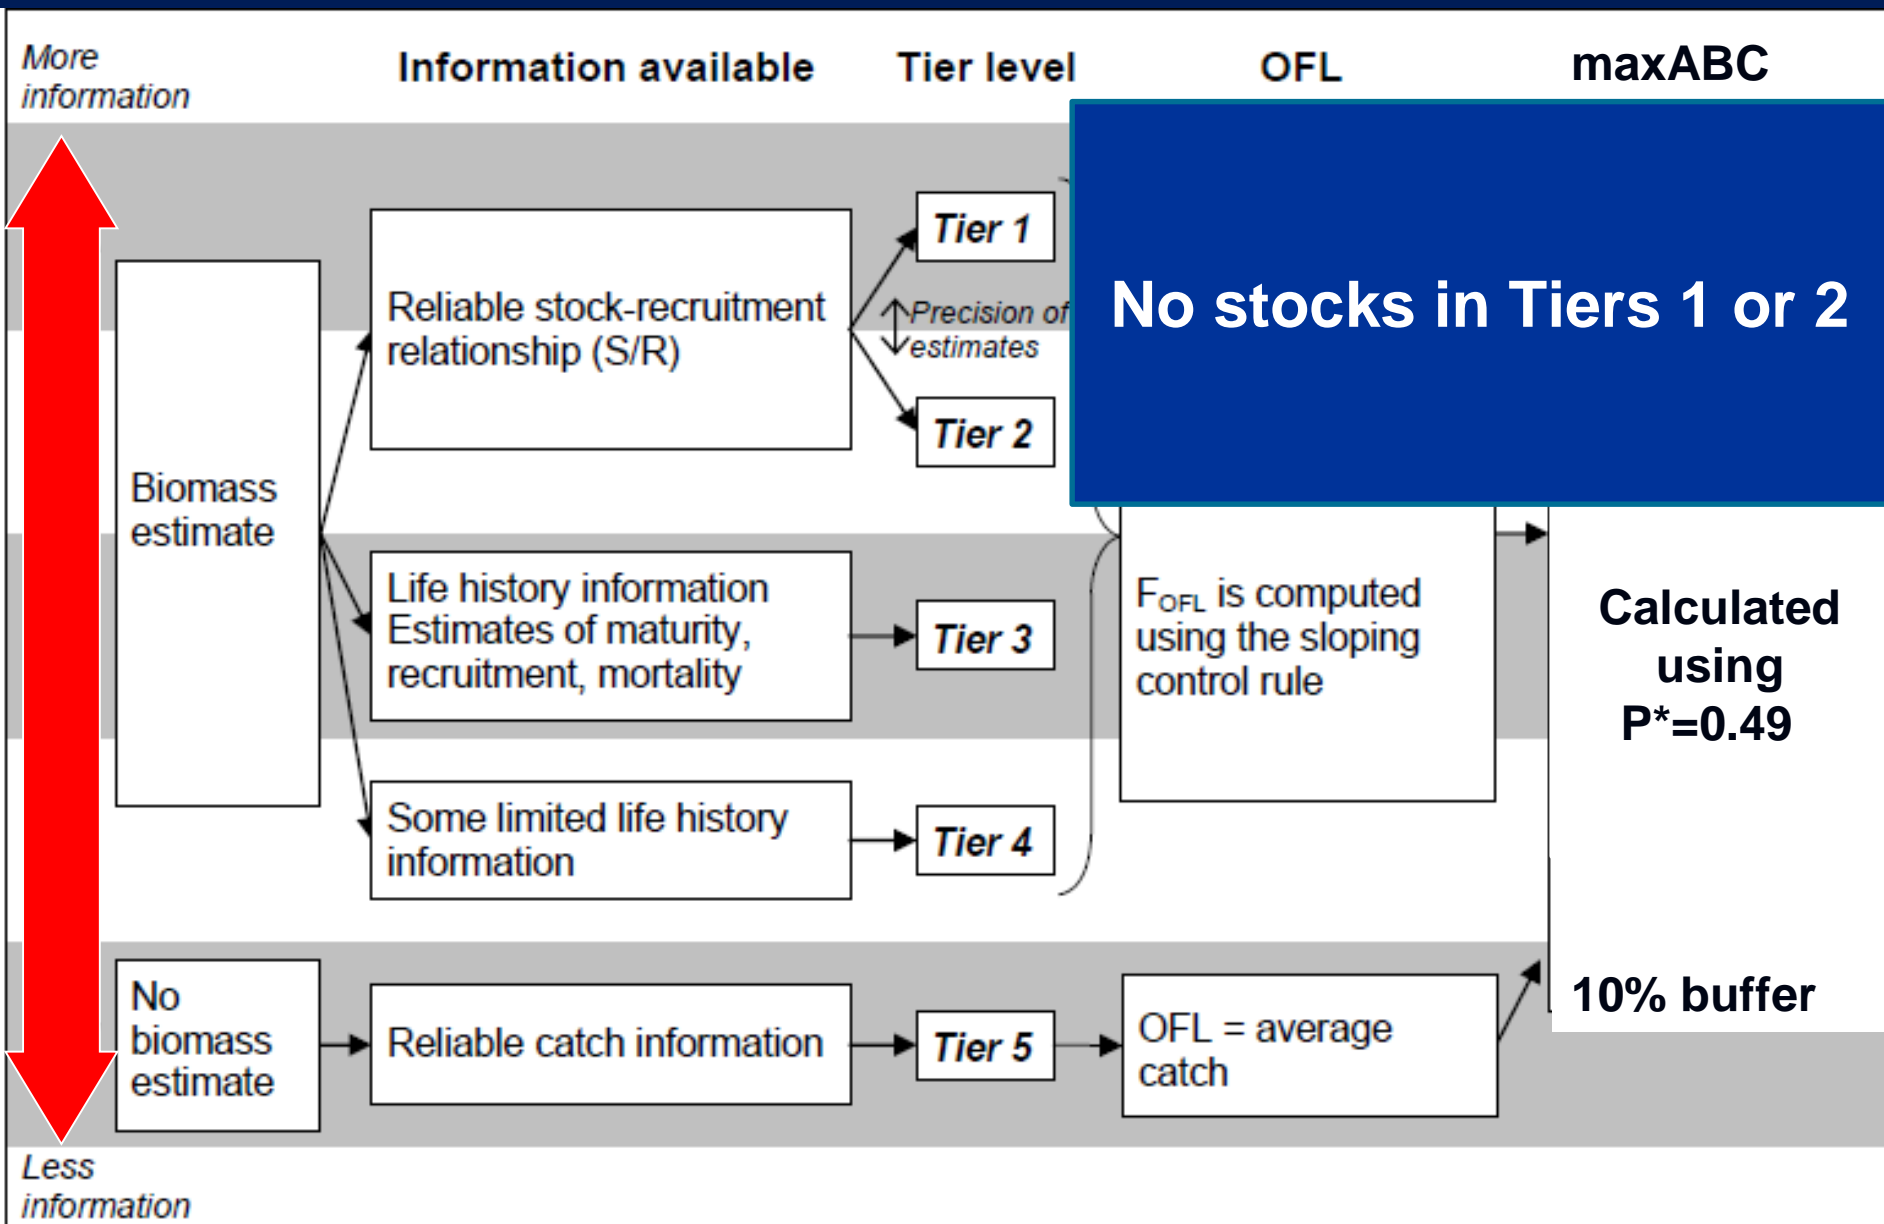 More
information
Information available
Tier level
OFL
maxABC
Biomass
estimate
Reliable stock-recruitment
relationship (S/R)
Tier 1
Precision of
estimates
Tier 2
No stocks in Tiers 1 or 2
Life history information
Estimates of maturity,
recruitment, mortality
Tier 3
Some limited life history
information
Tier 4
FOFL is computed
using the sloping
control rule
Calculated
using
P*=0.49
No
biomass
estimate
Reliable catch information
Tier 5
OFL = average
catch
10% buffer
Less
information